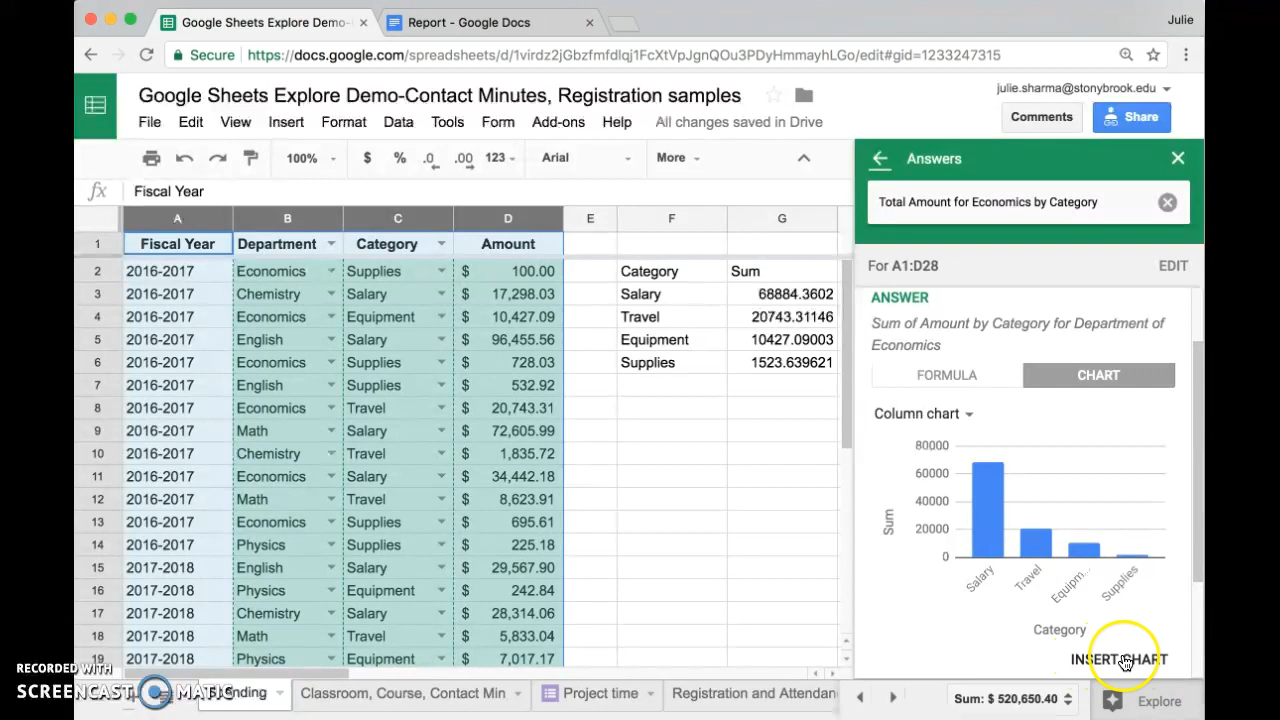 Google Sheets Explore Demo-
Report - Google Docs
Julie
Secure
https://docs.google.com/spreadsheets/d/1virdz2jGbzfmfdlqj1FcXtVpJgnQOu3PDyHmmayhLGo/edit#gid=1233247315
Google Sheets Explore Demo-Contact Minutes, Registration samples
julie.sharma@stonybrook.edu
File Edit View Insert Format Data Tools Form Add-ons Help All changes saved in Drive
Comments
Share
100% $ % .0 .00 123 Arial More
Answers
fx Fiscal Year
Total Amount for Economics by Category
A B C D E F G
1 Fiscal Year Department Category Amount
For A1:D28 EDIT
2 2016-2017 Economics Supplies $ 100.00 Category Sum
3 2016-2017 Chemistry Salary $ 17,298.03 Salary 68884.3602
4 2016-2017 Economics Equipment $ 10,427.09 Travel 20743.31146
5 2016-2017 English Salary $ 96,455.56 Equipment 10427.09003
6 2016-2017 Economics Supplies $ 728.03 Supplies 1523.639621
7 2016-2017 English Supplies $ 532.92
8 2016-2017 Economics Travel $ 20,743.31
9 2016-2017 Math Salary $ 72,605.99
10 2016-2017 Chemistry Travel $ 1,835.72
11 2016-2017 Economics Salary $ 34,442.18
12 2016-2017 Math Travel $ 8,623.91
13 2016-2017 Economics Supplies $ 695.61
14 2016-2017 Physics Supplies $ 225.18
15 2017-2018 English Salary $ 29,567.90
16 2017-2018 Physics Equipment $ 242.84
17 2017-2018 Chemistry Salary $ 28,314.06
18 2017-2018 Math Travel $ 5,833.04
19 2017-2018 Physics Equipment $ 7,017.17
ANSWER
Sum of Amount by Category for Department of
Economics
FORMULA CHART
Column chart
80000
60000
40000
20000
0
Sum
Salary Travel Equipm... Supplies
Category
INSERT CHART
RECORDED WITH
SCREENCAST MATIC
Classroom, Course, Contact Min
Project time
Registration and Attendan
Sum: $ 520,650.40
Explore